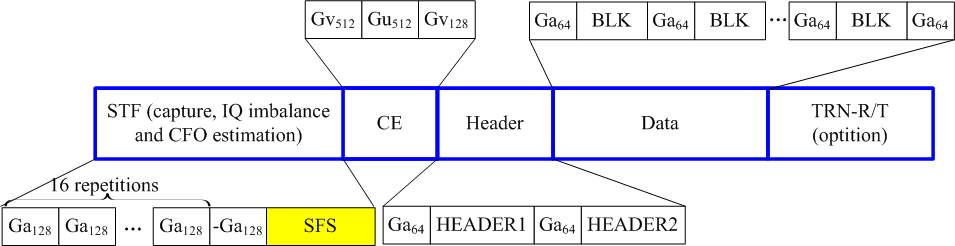 Gv512 Gu512 Gv128
Ga64 BLK Ga64 BLK ... Ga64 BLK Ga64
STF (capture, IQ imbalance
and CFO estimation)
CE
Header
Data
TRN-R/T
(optition)
16 repetitions
Ga128 Ga128 ... Ga128 -Ga128 SFS
Ga64 HEADER1 Ga64 HEADER2